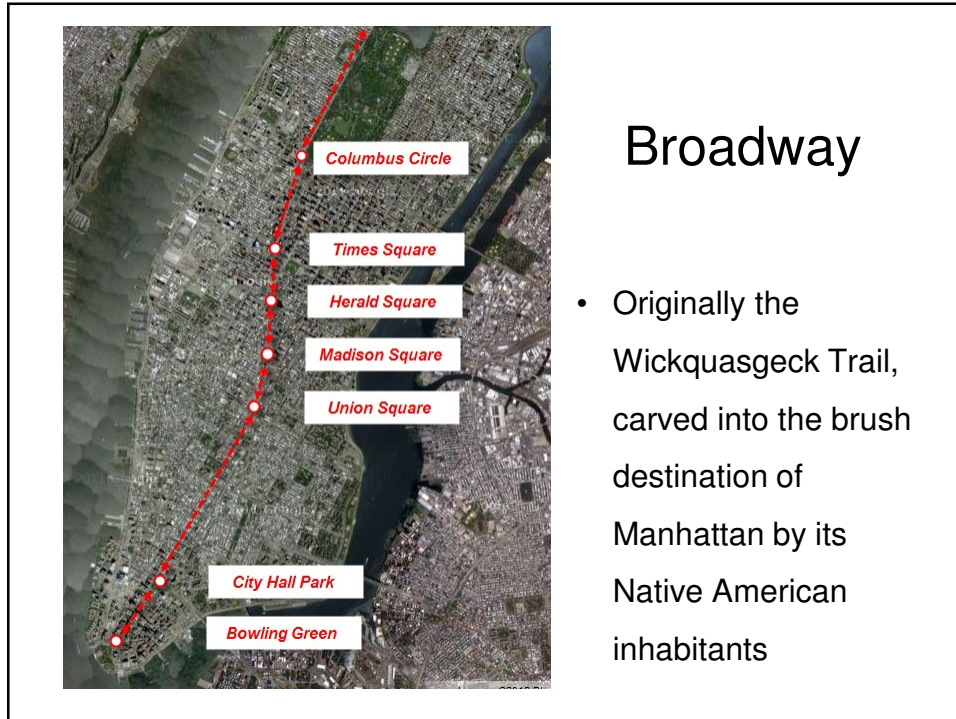 Broadway
Columbus Circle
Times Square
Herald Square
Madison Square
Union Square
City Hall Park
Bowling Green
• Originally the
Wickquasgeck Trail,
carved into the brush
destination of
Manhattan by its
Native American
inhabitants